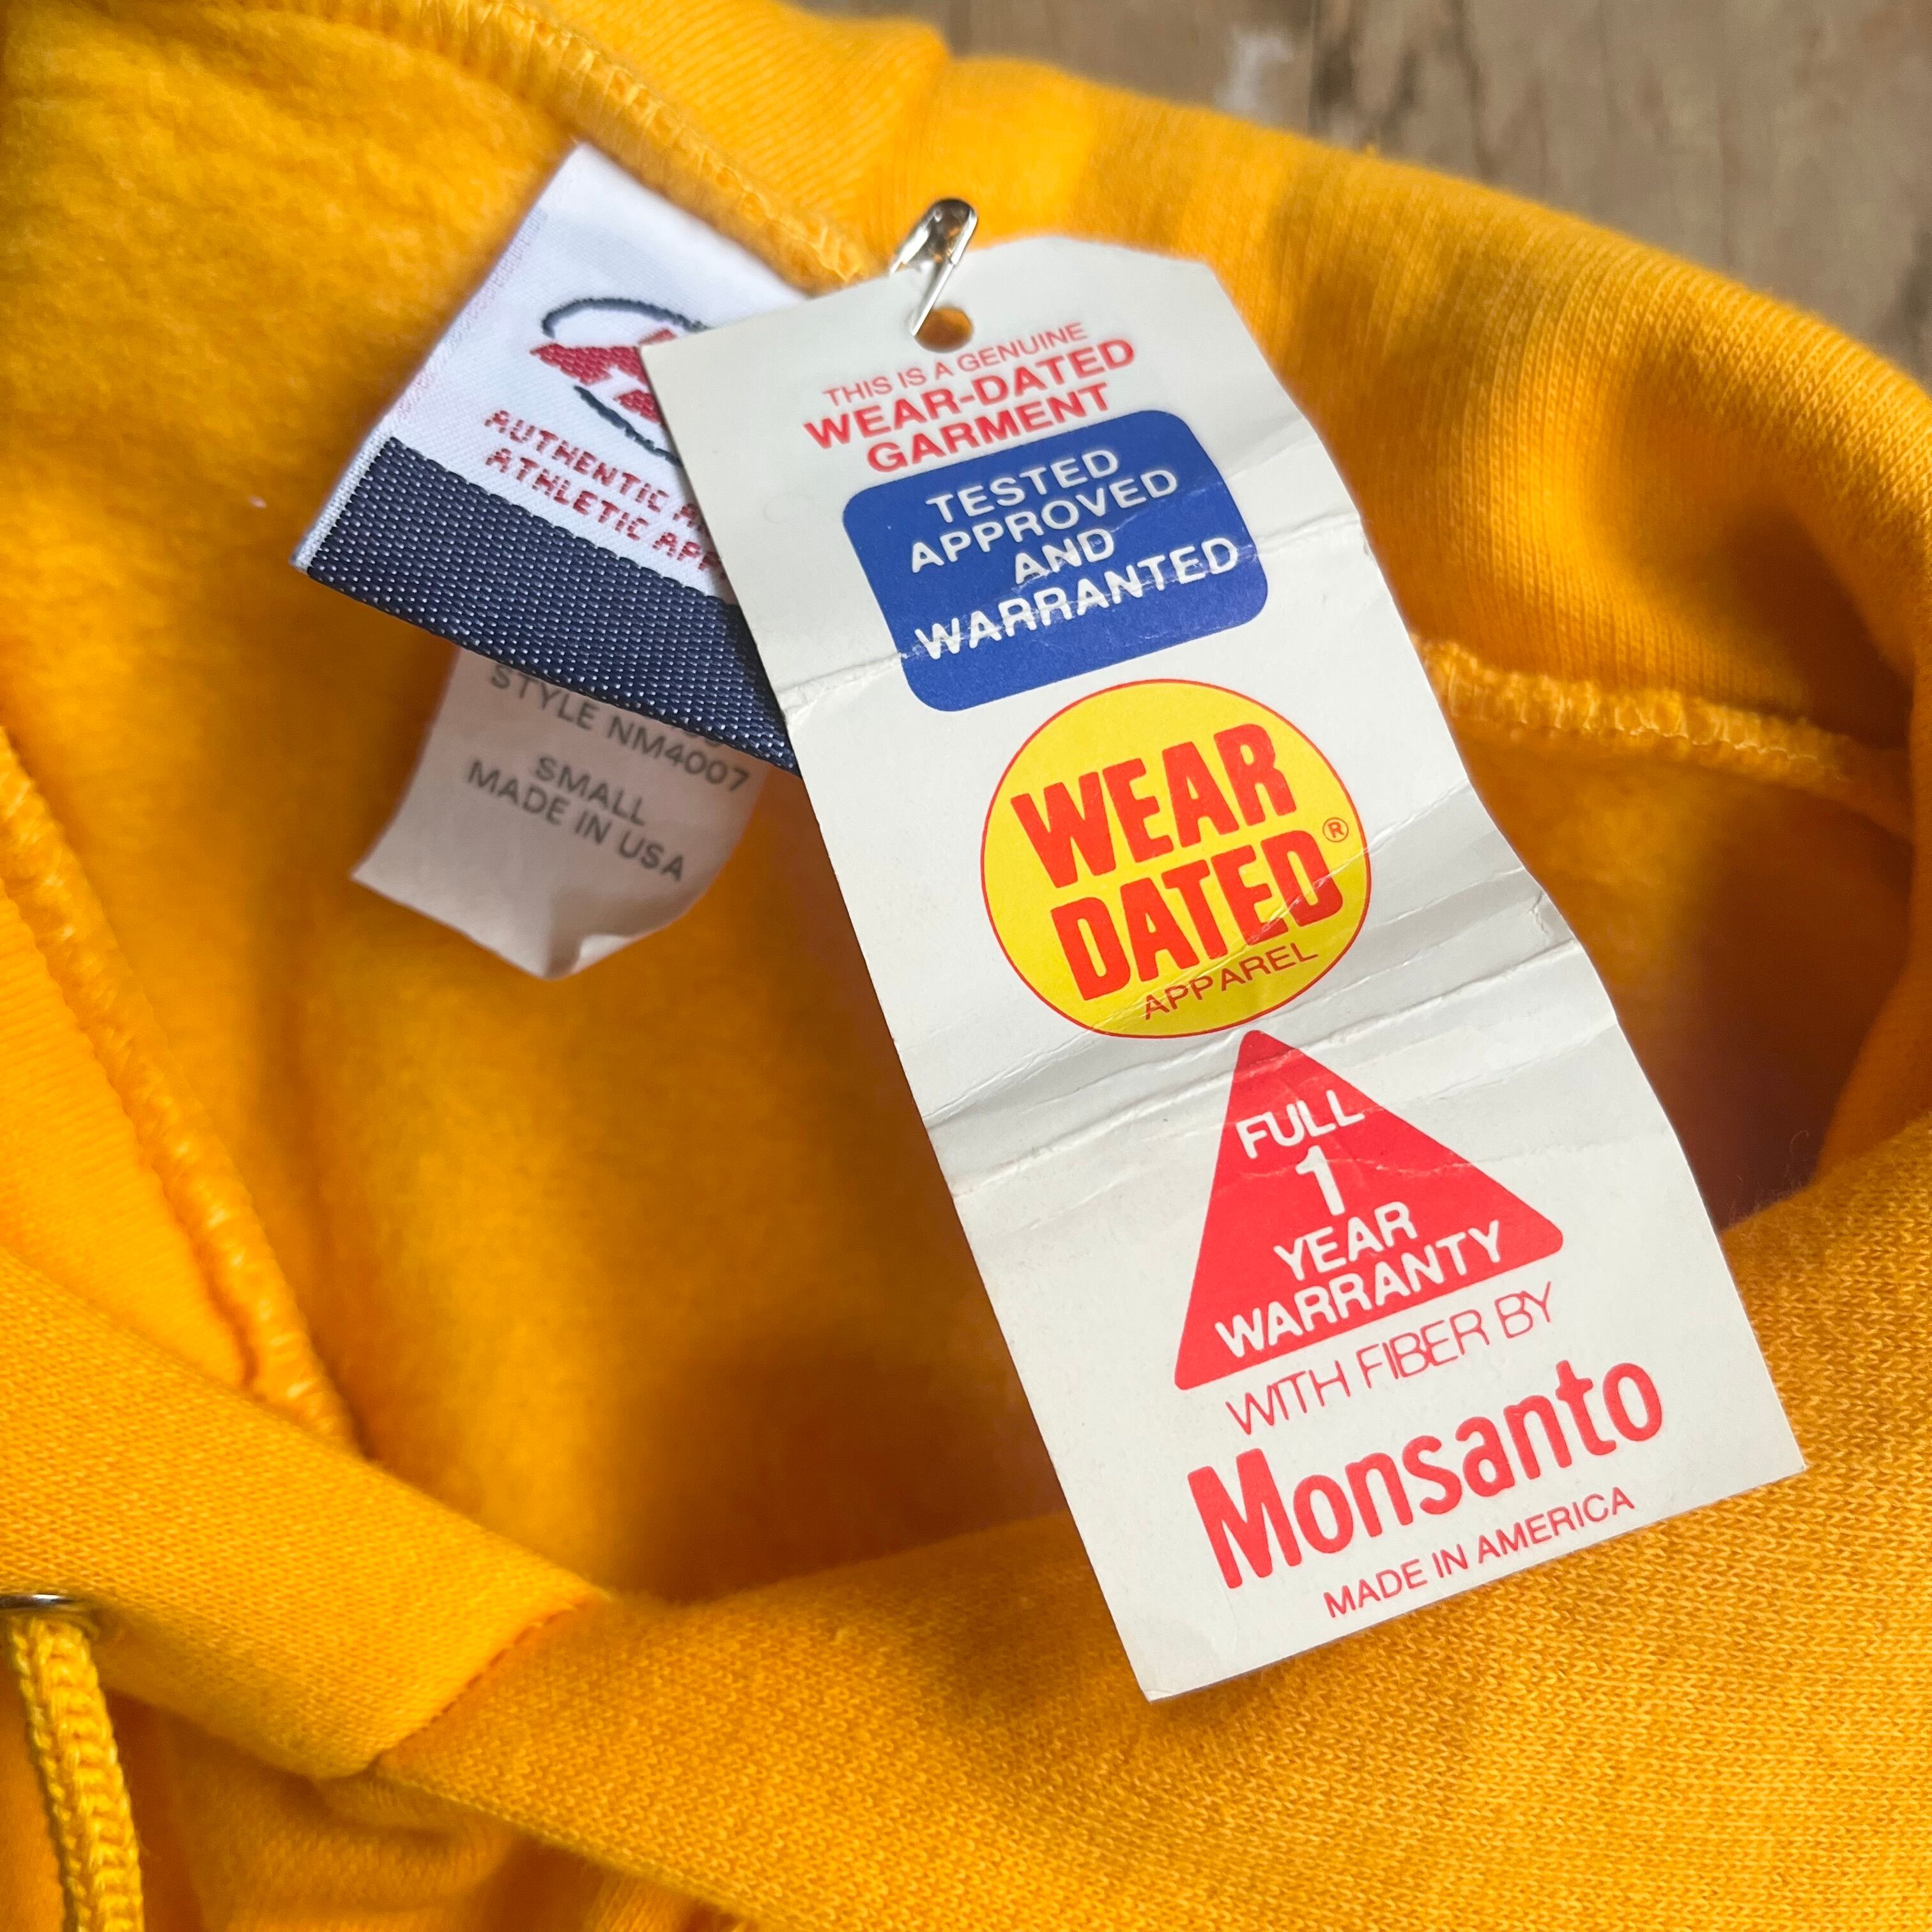 AUTHENTIC
ATHLETIC
STYLE NM4007
SMALL
MADE IN USA
THIS IS A GENUINE
WEAR-DATED
GARMENT
TESTED
APPROVED
AND
WARRANTED
WEAR
DATED®
APPAREL
FULL
1
YEAR
WARRANTY
WITH FIBER BY
Monsanto
MADE IN AMERICA